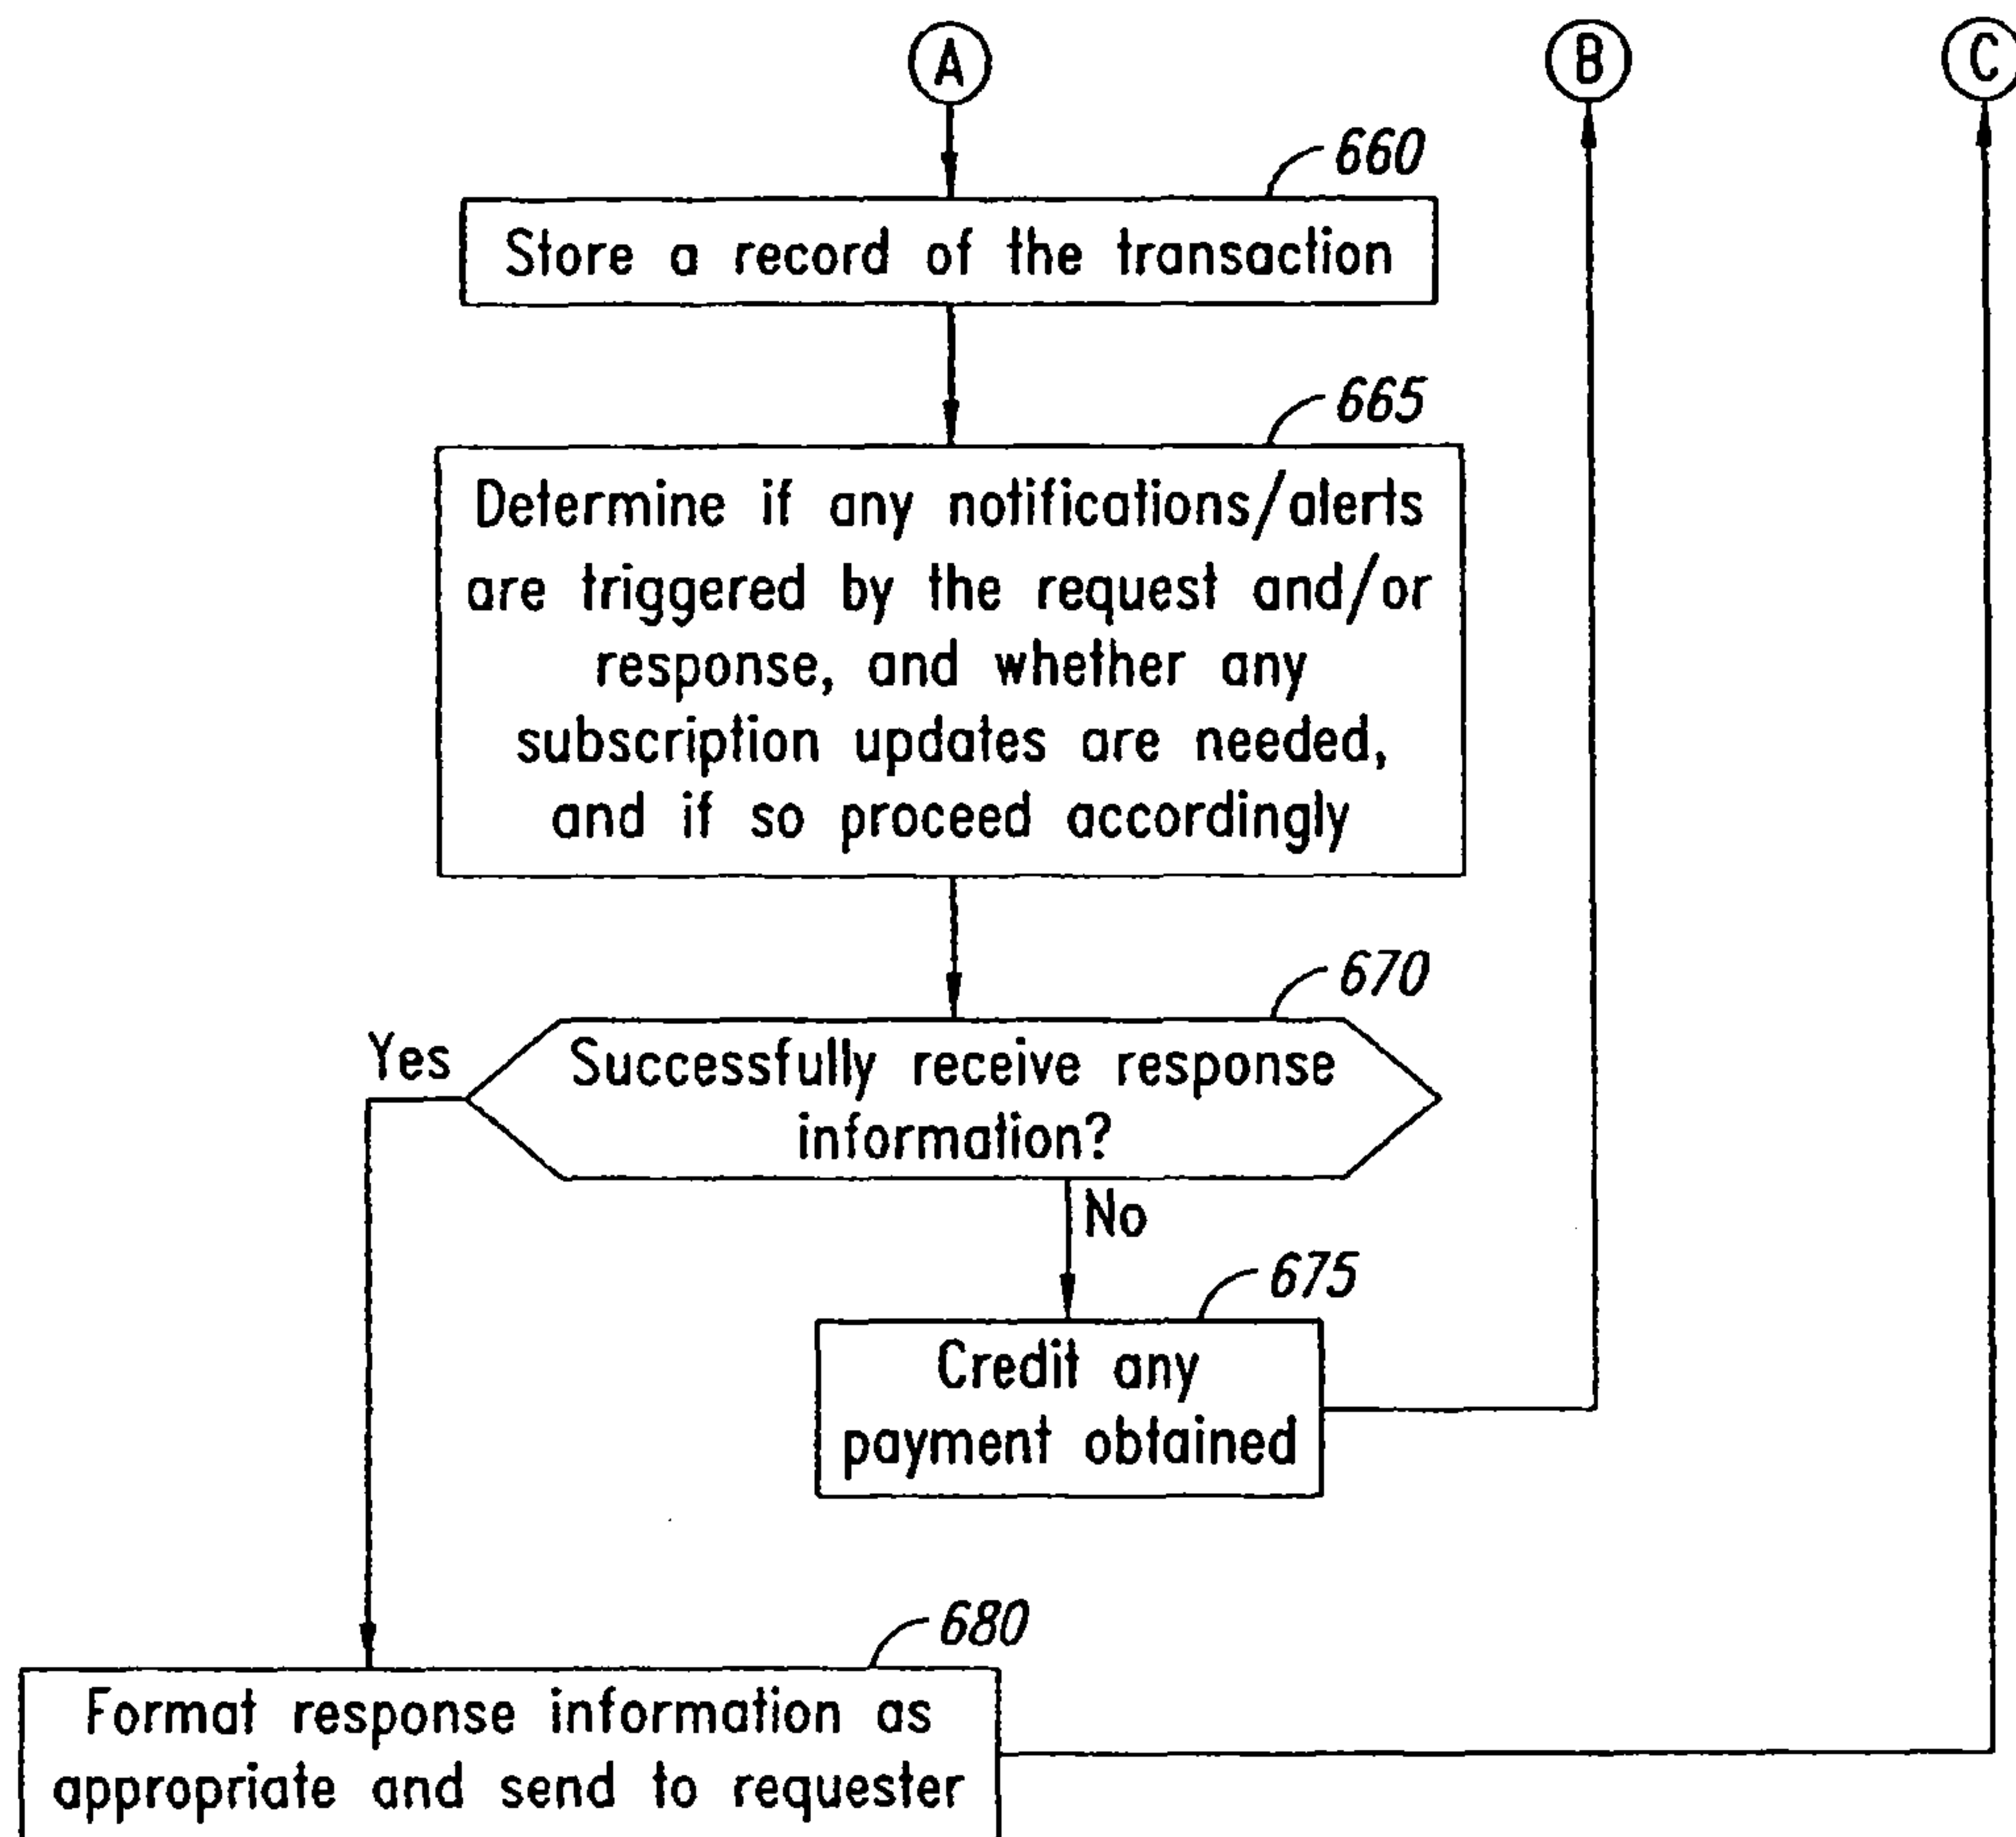 A
B
C
660
Store a record of the transaction
665
Determine if any notifications/alerts
are triggered by the request and/or
response, and whether any
subscription updates are needed,
and if so proceed accordingly
670
Yes
Successfully receive response
information?
No
675
Credit any
payment obtained
680
Format response information as
appropriate and send to requester